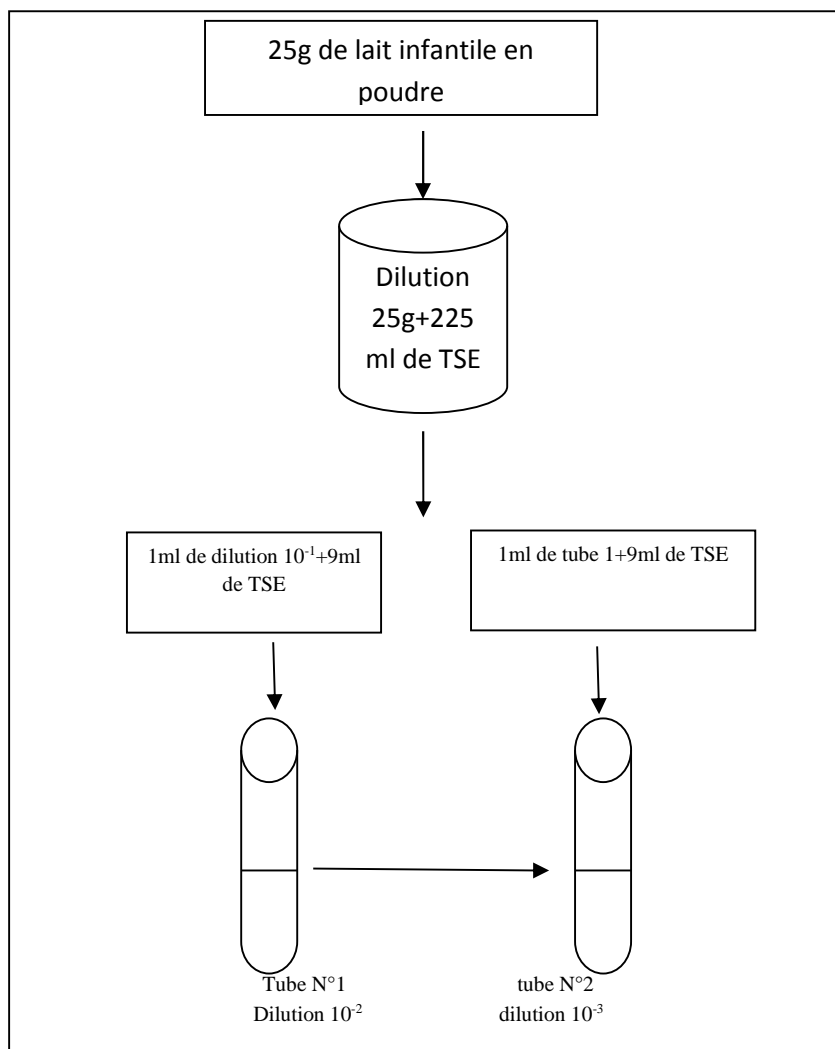 25g de lait infantile en
poudre
Dilution
25g+225
ml de TSE
1ml de dilution 10⁻¹+9ml
de TSE
1ml de tube 1+9ml de TSE
Tube N°1
Dilution 10⁻²
tube N°2
dilution 10⁻³